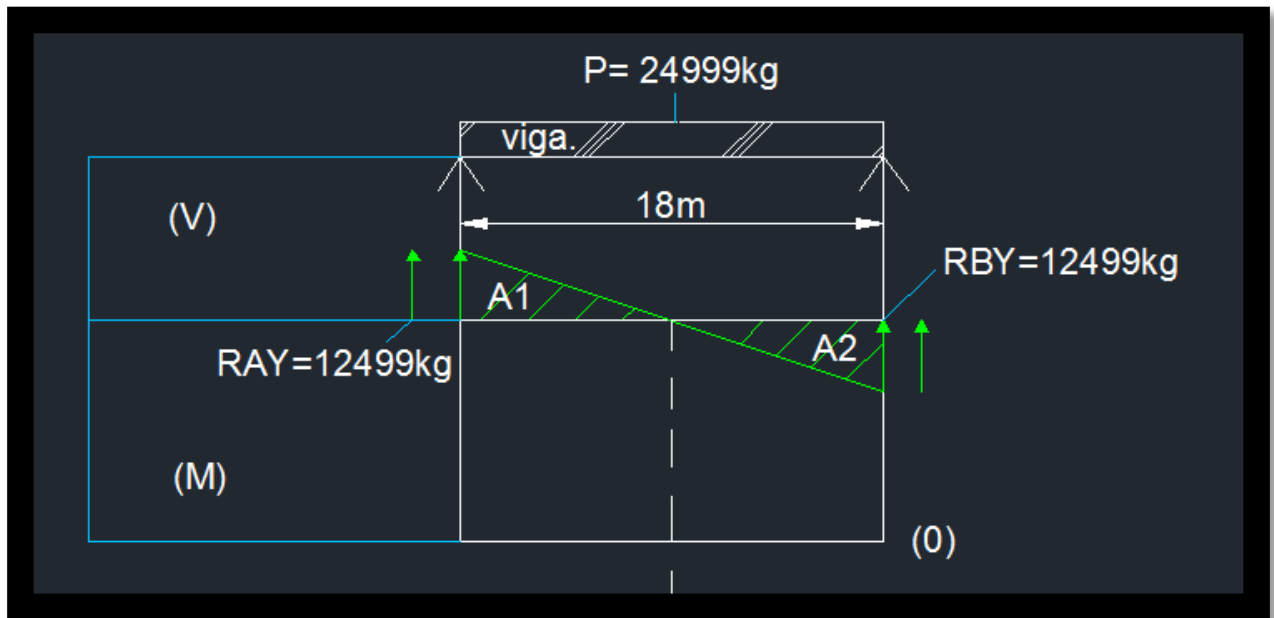 P= 24999kg
viga.
(V)
18m
RBY=12499kg
A1
A2
RAY=12499kg
(M)
(0)